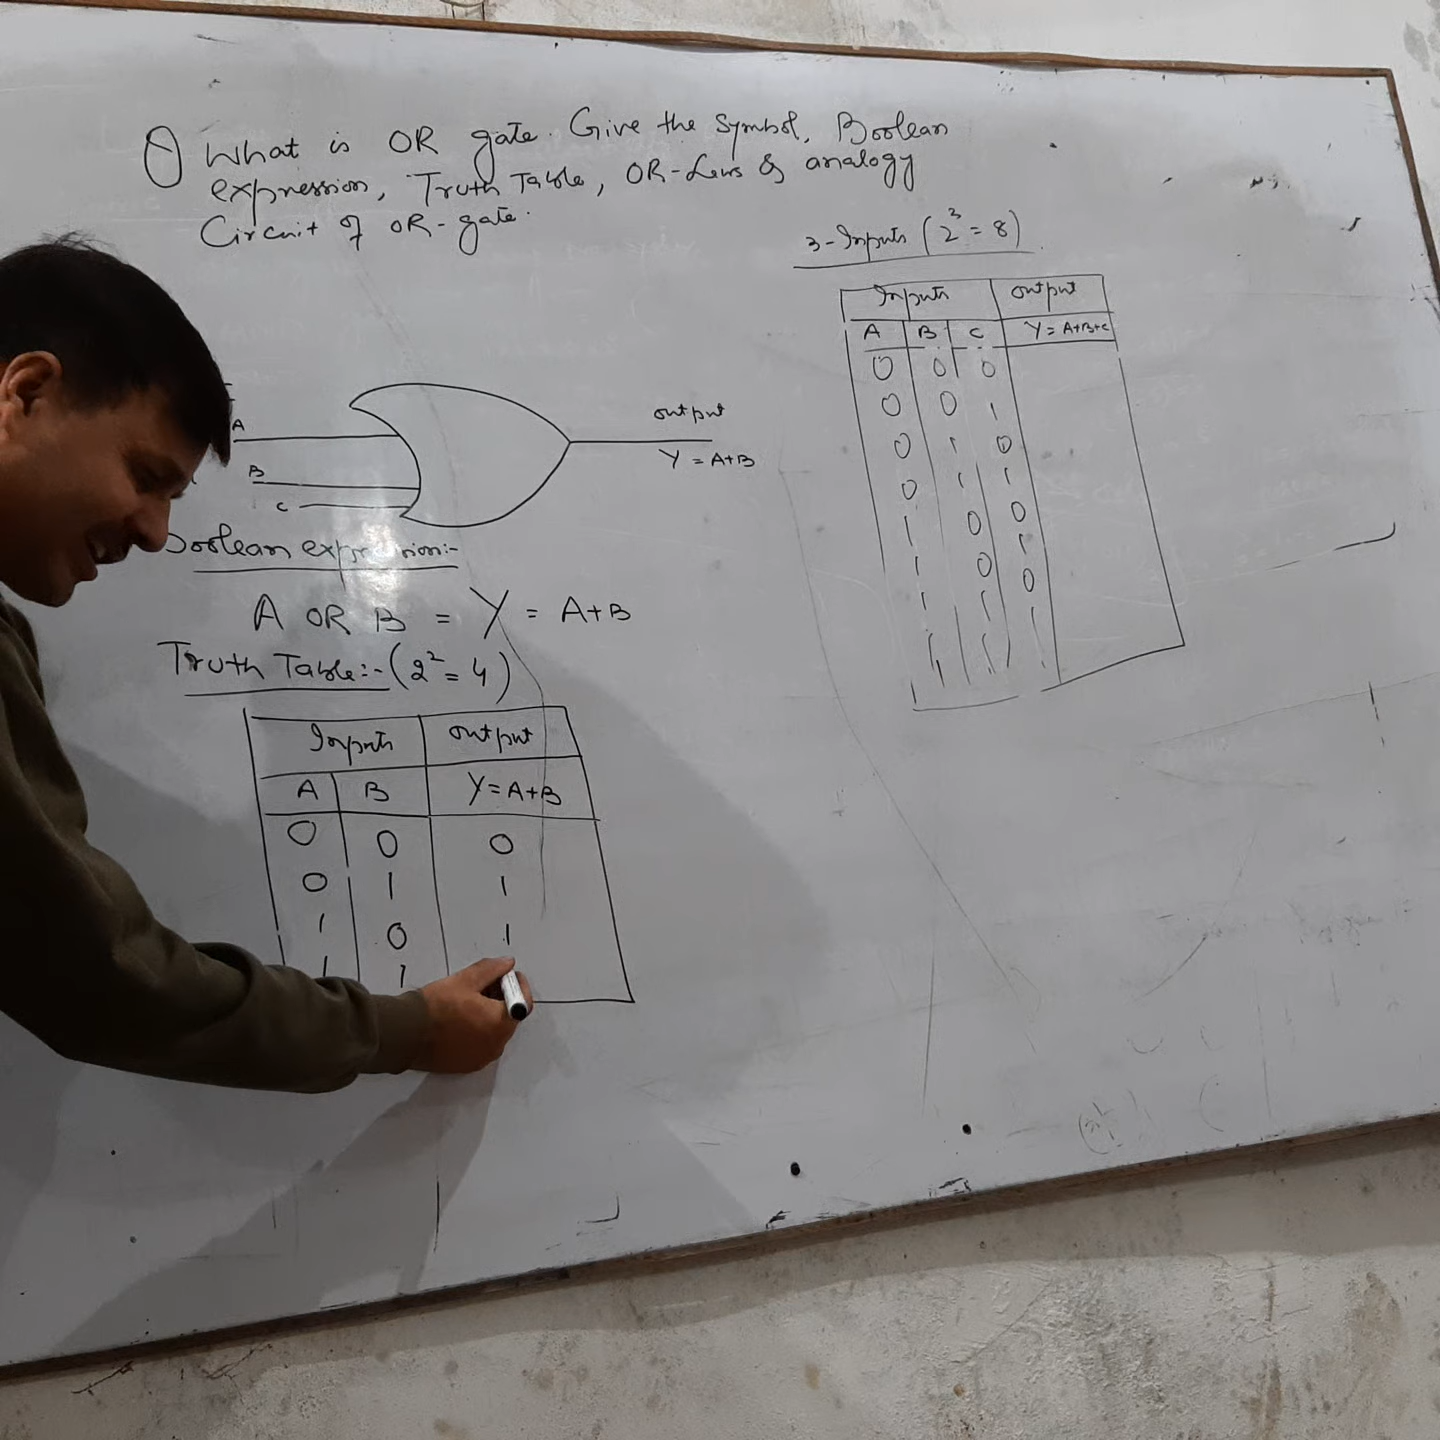 Q What is OR gate. Give the symbol, Boolean
expression, Truth Table, OR-Laws & analogy
Circuit of OR-gate.
A
B
C
output
Y = A+B
Boolean expression:-
A OR B = Y = A+B
Truth Table:- (2² = 4)
Inputs output
A B Y=A+B
0 0 0
0 1 1
1 0 1
1 1
3-Inputs (2³ = 8)
Inputs output
A B C Y = A+B+C
0 0 0
0 0 1
0 1 0
0 1 1
1 0 0
1 0 1
1 1 0
1 1 1